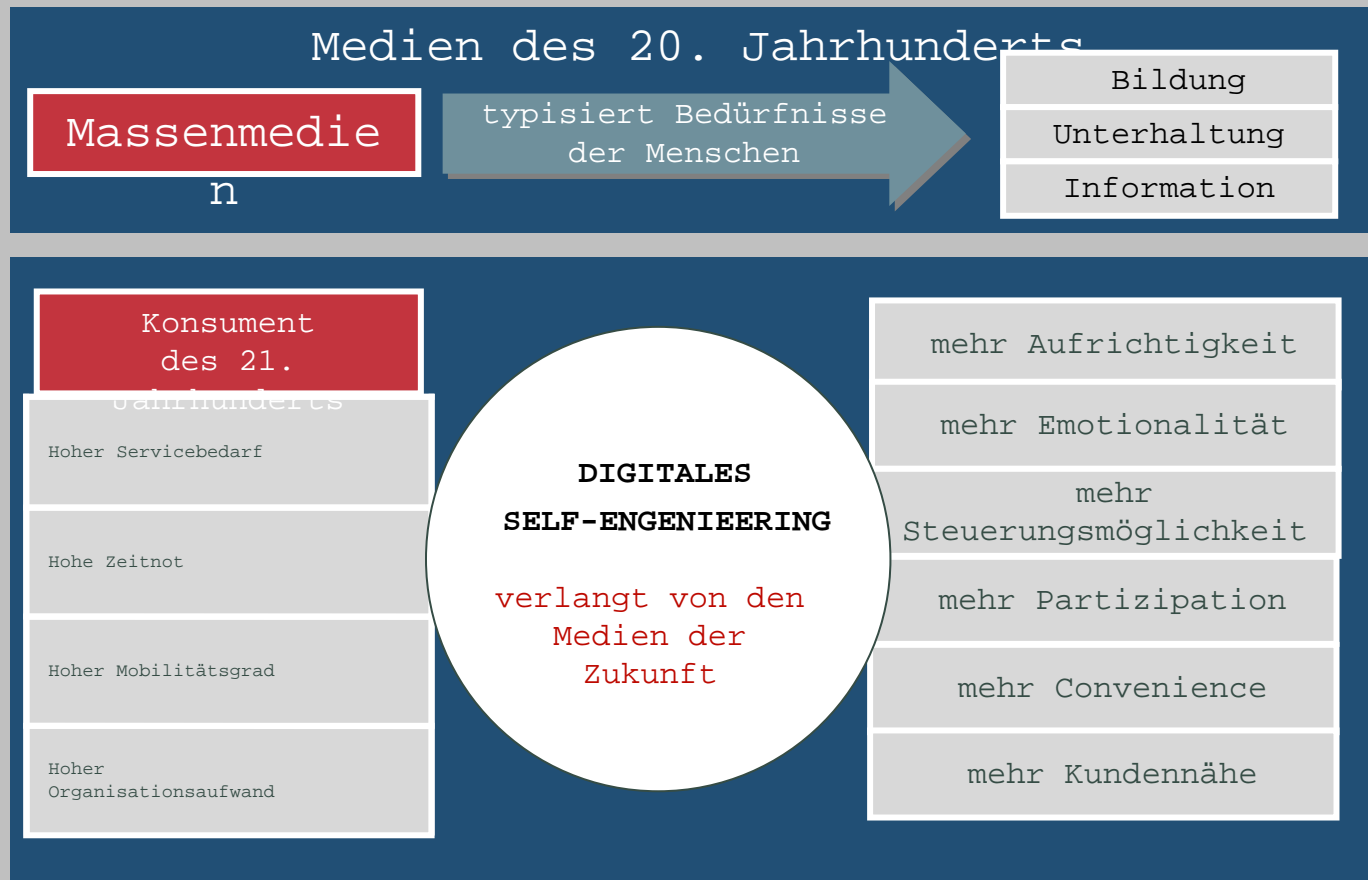 Medien des 20. Jahrhunderts
Massenmedie
n
typisiert Bedürfnisse
der Menschen
Bildung
Unterhaltung
Information
Konsument
des 21.
Jahrhunderts
Hoher Servicebedarf
Hohe Zeitnot
Hoher Mobilitätsgrad
Hoher
Organisationsaufwand
DIGITALES
SELF-ENGENIEERING
verlangt von den
Medien der
Zukunft
mehr Aufrichtigkeit
mehr Emotionalität
mehr
Steuerungsmöglichkeit
mehr Partizipation
mehr Convenience
mehr Kundennähe